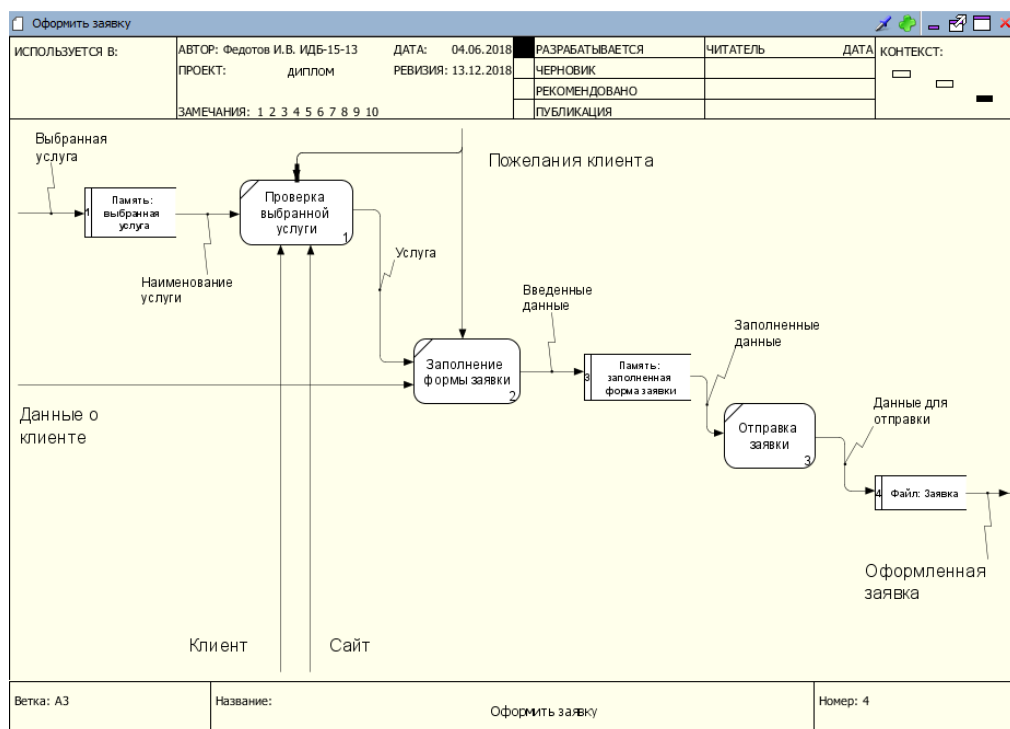 Оформить заявку
ИСПОЛЬЗУЕТСЯ В:
АВТОР: Федотов И.В. ИДБ-15-13
ДАТА: 04.06.2018
ПРОЕКТ: диплом
РЕВИЗИЯ: 13.12.2018
ЗАМЕЧАНИЯ: 1 2 3 4 5 6 7 8 9 10
РАЗРАБАТЫВАЕТСЯ
ЧЕРНОВИК
РЕКОМЕНДОВАНО
ПУБЛИКАЦИЯ
ЧИТАТЕЛЬ
ДАТА
КОНТЕКСТ:
Выбранная
услуга
Пожелания клиента
1
Память:
выбранная
услуга
Проверка
выбранной
услуги
1
Наименование
услуги
Услуга
Введенные
данные
Заполненные
данные
Заполнение
формы заявки
2
3
Память:
заполненная
форма заявки
Данные о
клиенте
Данные для
отправки
Отправка
заявки
3
4
Файл: Заявка
Оформленная
заявка
Клиент
Сайт
Ветка: А3
Название:
Оформить заявку
Номер: 4